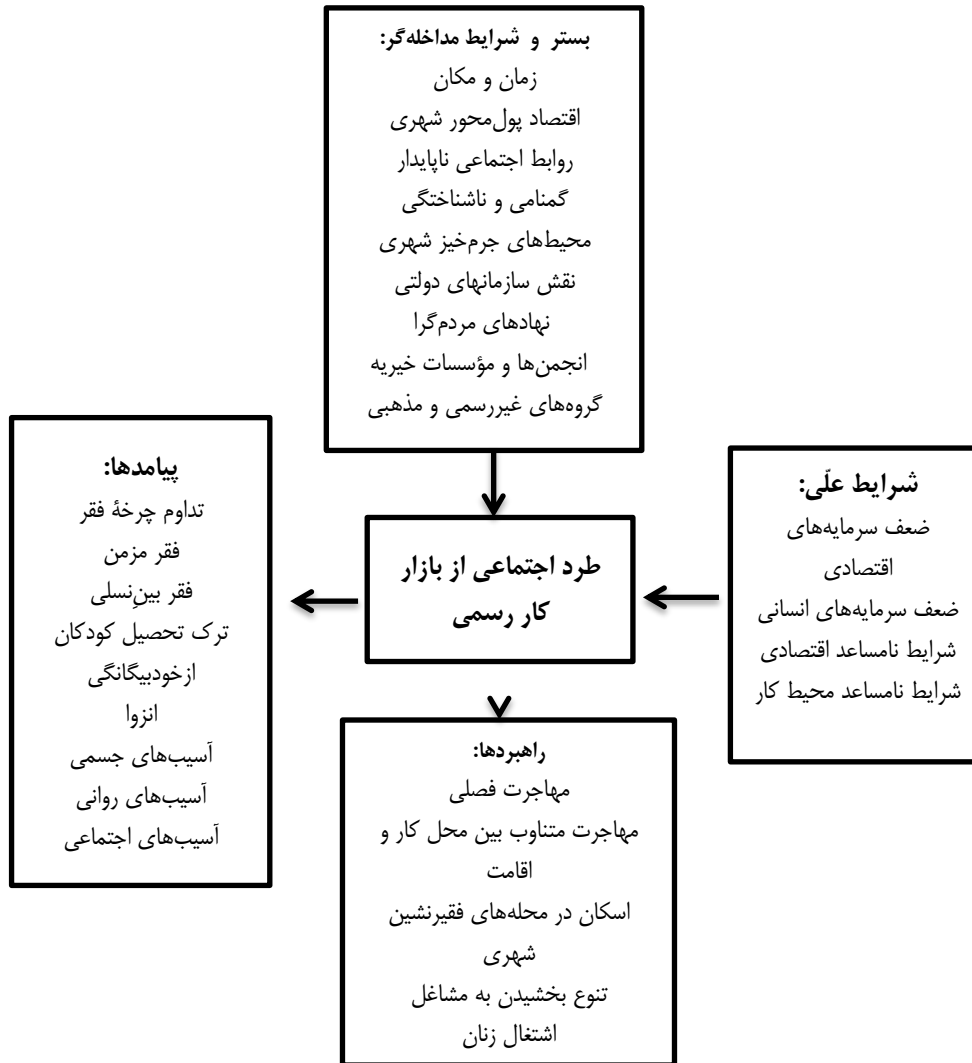 بستر و شرایط مداخله‌گر:
زمان و مکان
اقتصاد پول‌محور شهری
روابط اجتماعی ناپایدار
گمنامی و ناشناختگی
محیط‌های جرم‌خیز شهری
نقش سازمانهای دولتی
نهادهای مردم‌گرا
انجمن‌ها و مؤسسات خیریه
گروه‌های غیررسمی و مذهبی
شرایط علّی:
ضعف سرمایه‌های
اقتصادی
ضعف سرمایه‌های انسانی
شرایط نامساعد اقتصادی
شرایط نامساعد محیط کار
طرد اجتماعی از بازار
کار رسمی
پیامدها:
تداوم چرخۀ فقر
فقر مزمن
فقر بین‌ِنسلی
ترک تحصیل کودکان
ازخودبیگانگی
انزوا
آسیب‌های جسمی
آسیب‌های روانی
آسیب‌های اجتماعی
راهبردها:
مهاجرت فصلی
مهاجرت متناوب بین محل کار و
اقامت
اسکان در محله‌های فقیرنشین
شهری
تنوع بخشیدن به مشاغل
اشتغال زنان